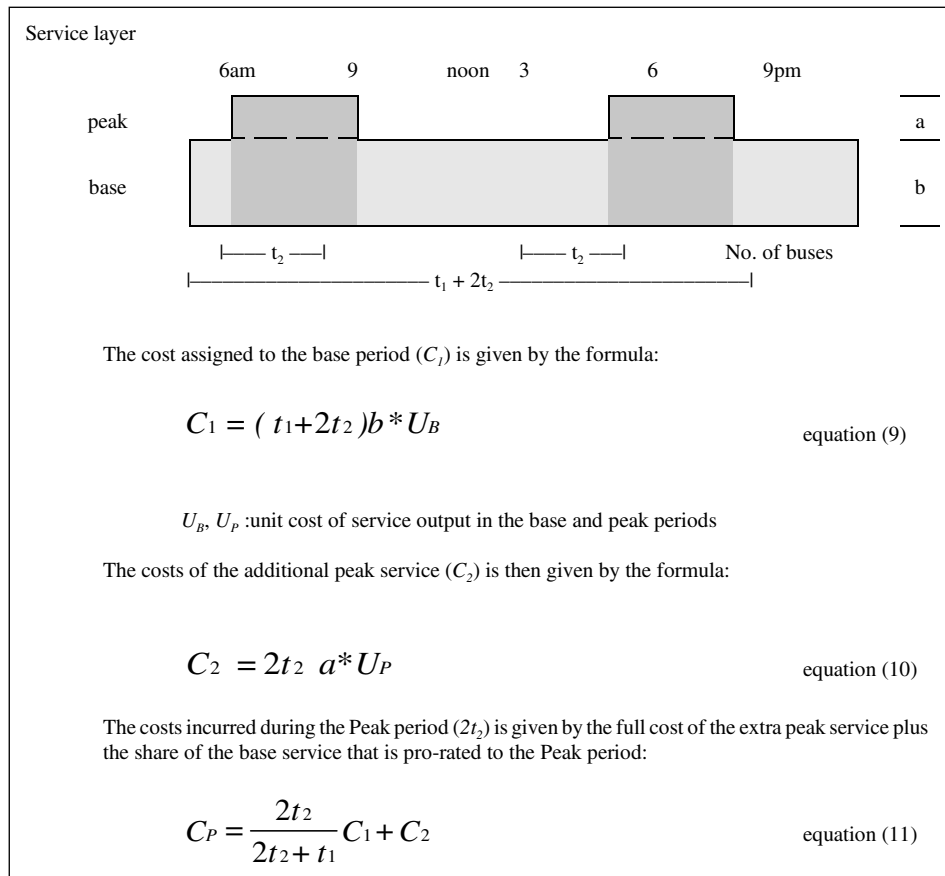 Service layer
6am 9 noon 3 6 9pm
peak a
base b
|—— t₂ ——| |—— t₂ ——| No. of buses
|—————————— t₁ + 2t₂ ——————————|
The cost assigned to the base period (C₁) is given by the formula:
C₁ = ( t₁+2t₂ )b * U_B equation (9)
U_B, U_P :unit cost of service output in the base and peak periods
The costs of the additional peak service (C₂) is then given by the formula:
C₂ = 2t₂ a* U_P equation (10)
The costs incurred during the Peak period (2t₂) is given by the full cost of the extra peak service plus
the share of the base service that is pro-rated to the Peak period:
C_P = 2t₂ / (2t₂ + t₁) C₁ + C₂ equation (11)